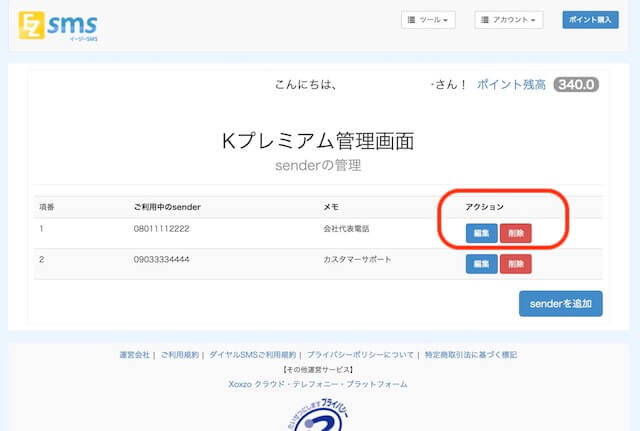 EZsms
イージーSMS
ツール
アカウント
ポイント購入
こんにちは、 -さん！ ポイント残高 340.0
Kプレミアム管理画面
senderの管理
項番 ご利用中のsender メモ アクション
1 08011112222 会社代表電話 編集 削除
2 09033334444 カスタマーサポート 編集 削除
senderを追加
運営会社 | ご利用規約 | ダイヤルSMSご利用規約 | プライバシーポリシーについて | 特定商取引法に基づく標記
【その他運営サービス】
Xoxzo クラウド・テレフォニー・プラットフォーム
たいせつにします プライバシー